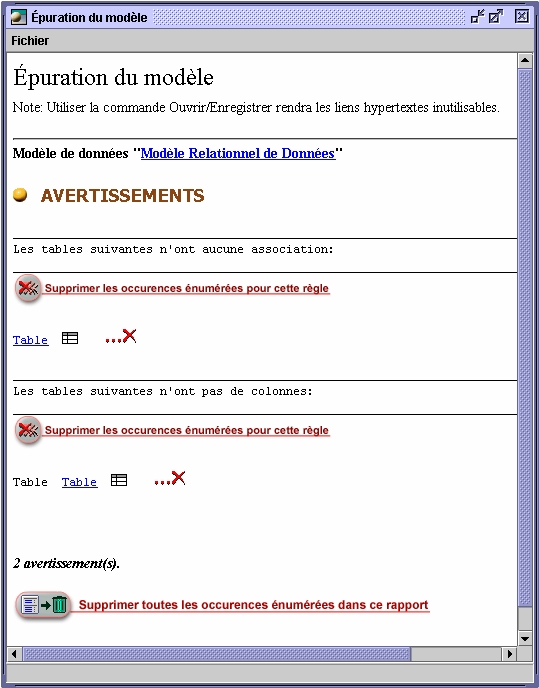 Épuration du modèle
Fichier
Épuration du modèle
Note: Utiliser la commande Ouvrir/Enregistrer rendra les liens hypertextes inutilisables.
Modèle de données "Modèle Relationnel de Données"
AVERTISSEMENTS
Les tables suivantes n'ont aucune association:
Supprimer les occurences énumérées pour cette règle
Table ...
Les tables suivantes n'ont pas de colonnes:
Supprimer les occurences énumérées pour cette règle
Table Table ...
2 avertissement(s).
Supprimer toutes les occurences énumérées dans ce rapport